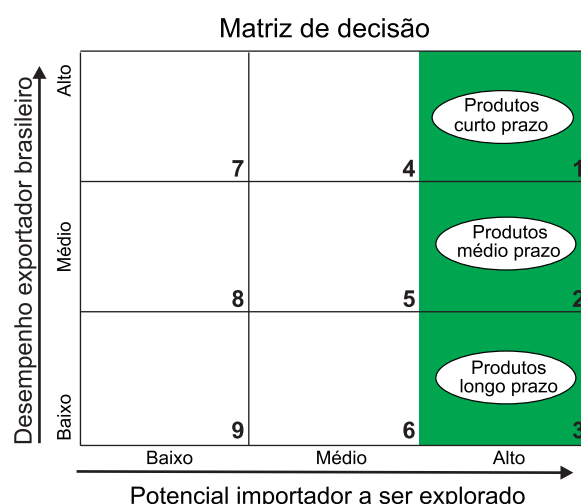 Matriz de decisão
Desempenho exportador brasileiro
Alto
Médio
Baixo
Produtos
curto prazo
7
4
1
Produtos
médio prazo
8
5
2
Produtos
longo prazo
9
6
3
Baixo
Médio
Alto
Potencial importador a ser explorado